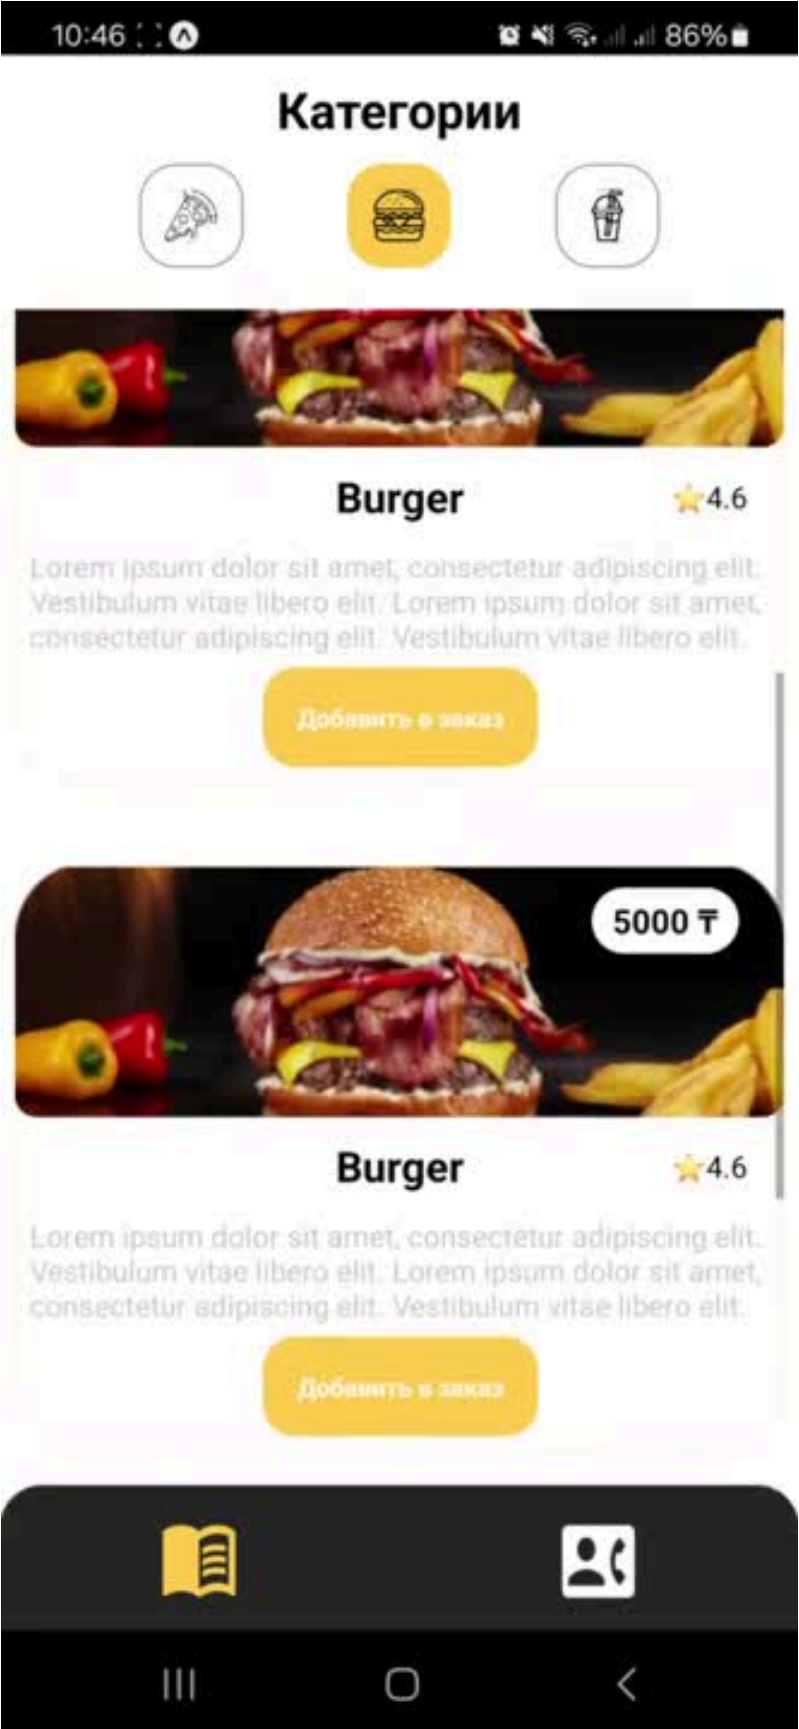 10:46
86%
Категории
Burger
4.6
Lorem ipsum dolor sit amet, consectetur adipiscing elit.
Vestibulum vitae libero elit. Lorem ipsum dolor sit amet,
consectetur adipiscing elit. Vestibulum vitae libero elit.
Добавить в заказ
5000 ₸
Burger
4.6
Lorem ipsum dolor sit amet, consectetur adipiscing elit.
Vestibulum vitae libero elit. Lorem ipsum dolor sit amet,
consectetur adipiscing elit. Vestibulum vitae libero elit.
Добавить в заказ